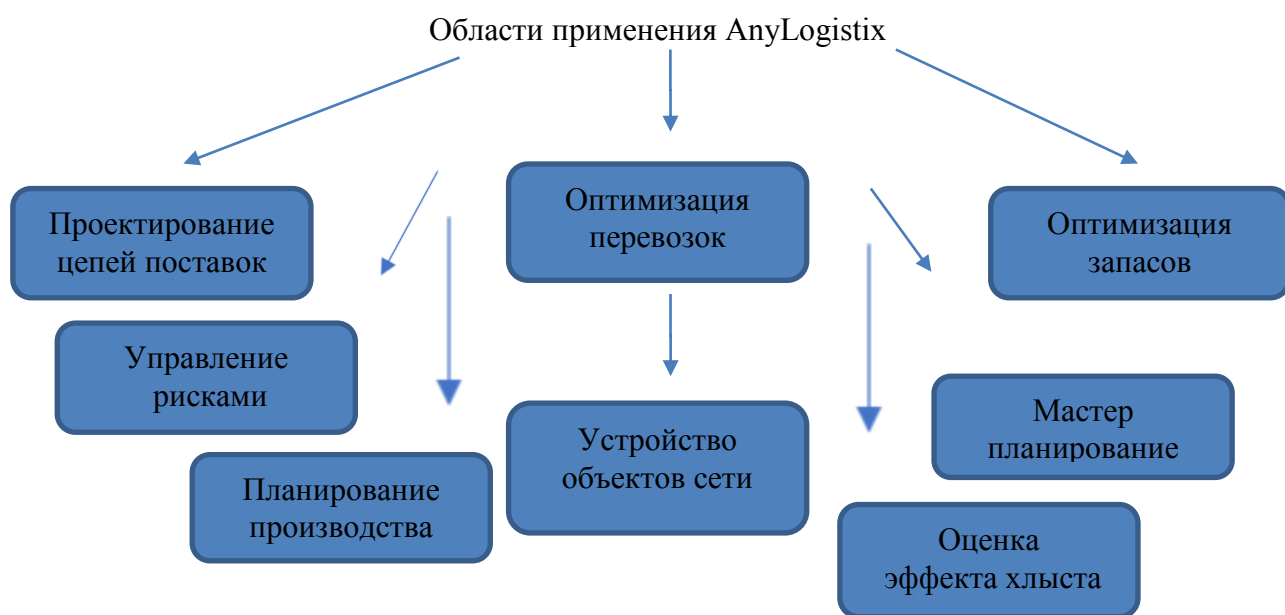 Области применения AnyLogistix
Проектирование
цепей поставок
Оптимизация
перевозок
Оптимизация
запасов
Управление
рисками
Устройство
объектов сети
Мастер
планирование
Планирование
производства
Оценка
эффекта хлыста